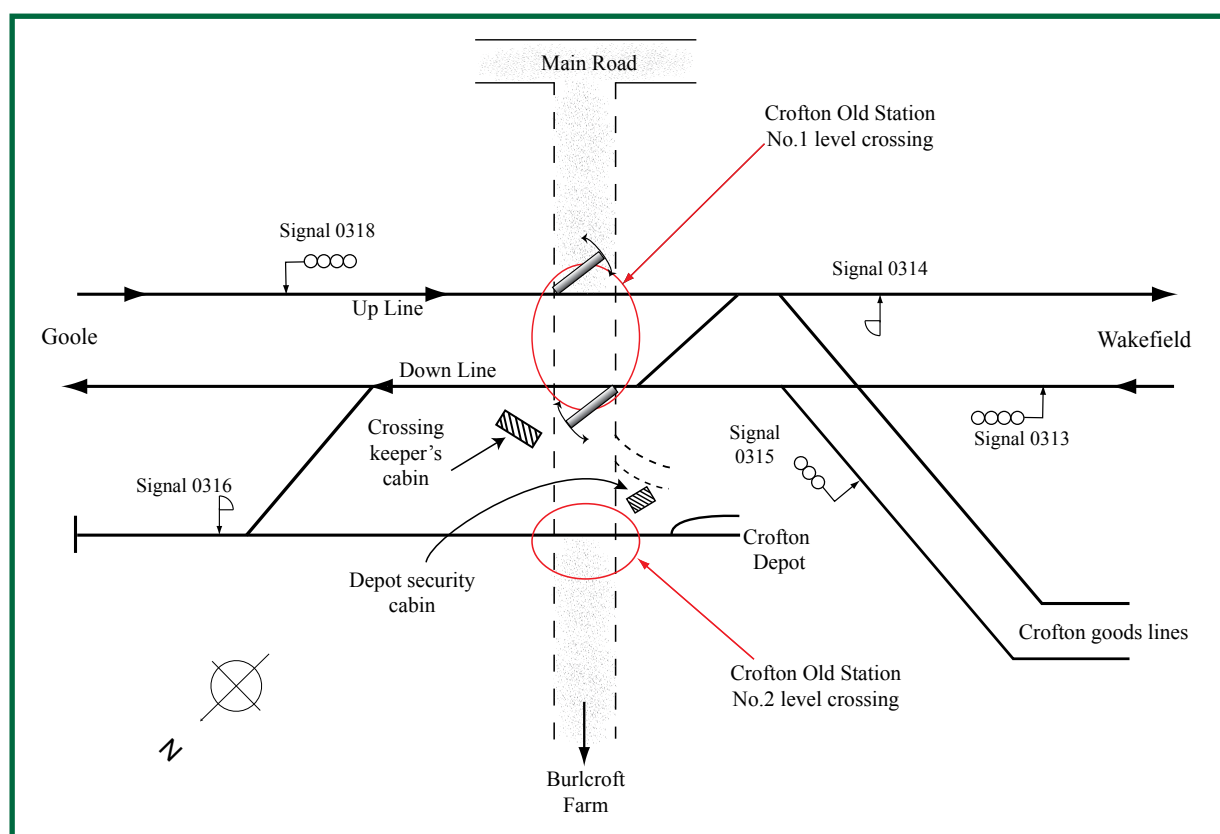 Main Road
Crofton Old Station
No.1 level crossing
Signal 0318
Signal 0314
Up Line
Goole
Wakefield
Down Line
Crossing
keeper's
cabin
Signal
0315
Signal 0313
Signal 0316
Crofton
Depot
Depot security
cabin
Crofton goods lines
Crofton Old Station
No.2 level crossing
N
Burlcroft
Farm